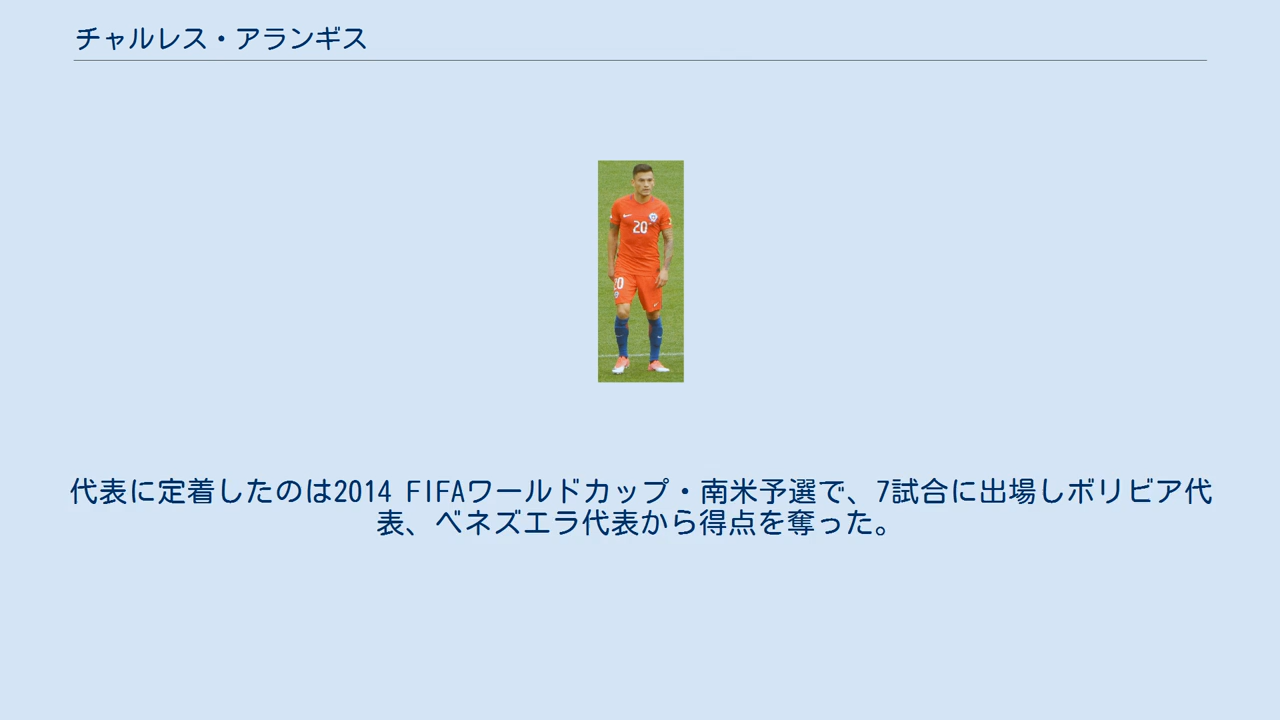 チャルレス・アランギス
20
20
代表に定着したのは2014 FIFAワールドカップ・南米予選で、7試合に出場しボリビア代
表、ベネズエラ代表から得点を奪った。